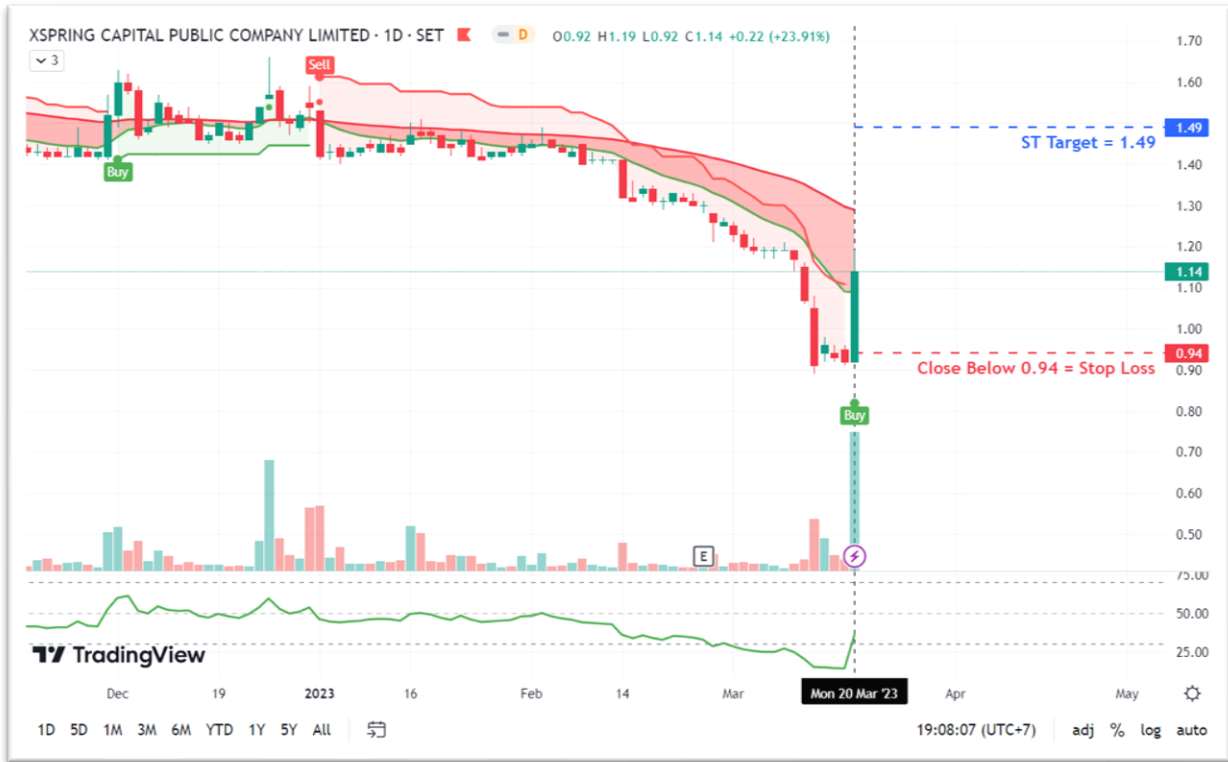 XSPRING CAPITAL PUBLIC COMPANY LIMITED · 1D · SET D O0.92 H1.19 L0.92 C1.14 +0.22 (+23.91%)
3
1.70
Sell
1.60
1.49
ST Target = 1.49
1.40
Buy
1.30
1.20
1.14
1.10
1.00
0.94
Close Below 0.94 = Stop Loss
0.90
0.80
Buy
0.70
0.60
0.50
E
75.00
50.00
25.00
TradingView
Dec 19 2023 16 Feb 14 Mar Mon 20 Mar '23 Apr May
1D 5D 1M 3M 6M YTD 1Y 5Y All 19:08:07 (UTC+7) adj % log auto